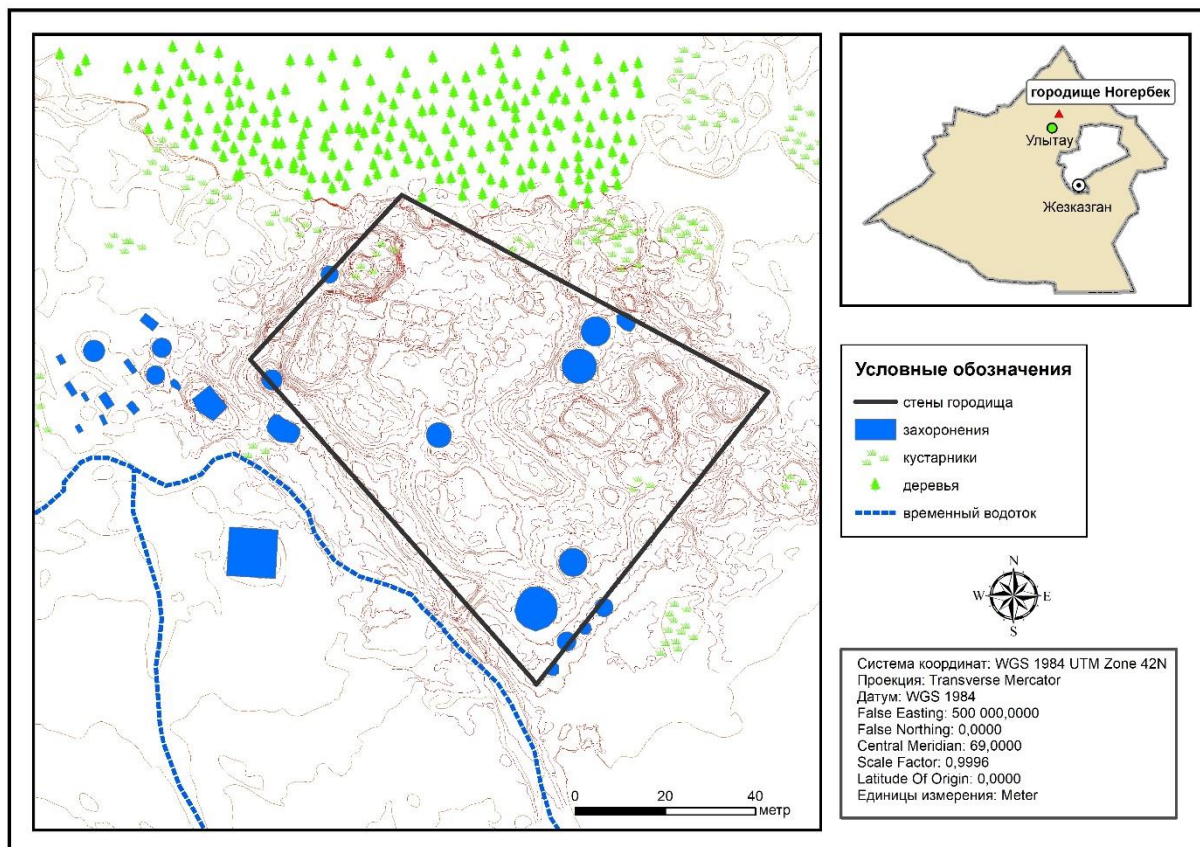 городище Ногербек
Улытау
Жезказган
Условные обозначения
стены городища
захоронения
кустарники
деревья
временный водоток
N
W E
S
0 20 40
метр
Система координат: WGS 1984 UTM Zone 42N
Проекция: Transverse Mercator
Датум: WGS 1984
False Easting: 500 000,0000
False Northing: 0,0000
Central Meridian: 69,0000
Scale Factor: 0,9996
Latitude Of Origin: 0,0000
Единицы измерения: Meter